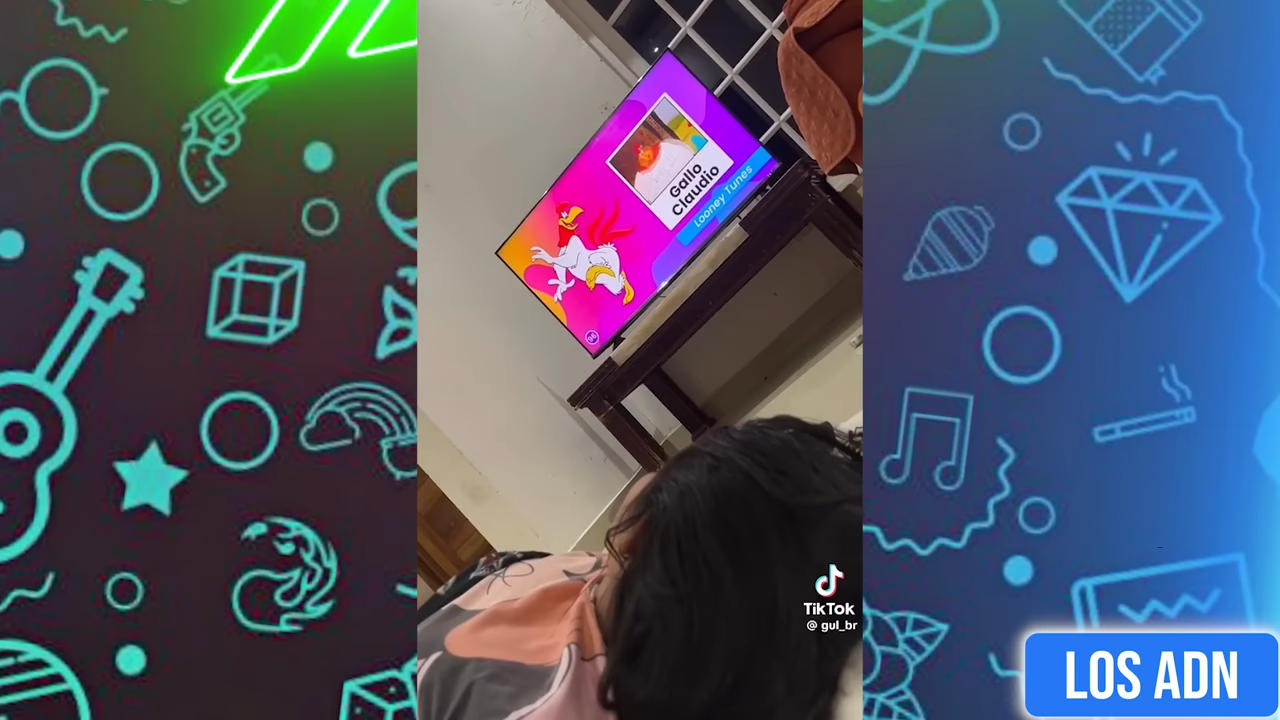 Gallo
Claudio
Looney Tunes
TikTok
@ gul_br
LOS ADN